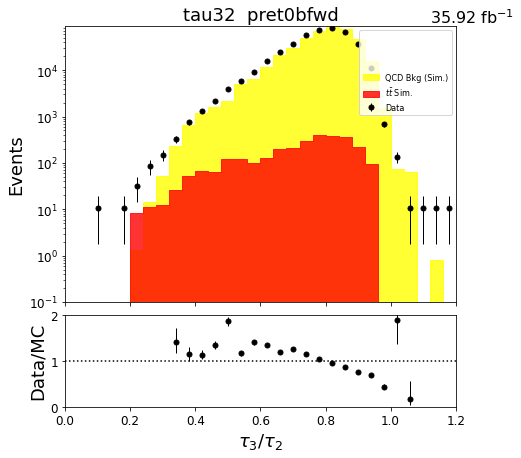 tau32 pret0bfwd
35.92 fb⁻¹
QCD Bkg (Sim.)
tt̄ Sim.
Data
Events
10⁴
10³
10²
10¹
10⁰
10⁻¹
Data/MC
2
1
0
0.0 0.2 0.4 0.6 0.8 1.0 1.2
τ₃/τ₂